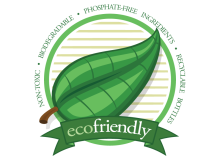 NON-TOXIC • BIODEGRADABLE • PHOSPHATE-FREE INGREDIENTS • RECYCLABLE BOTTLES
ecofriendly